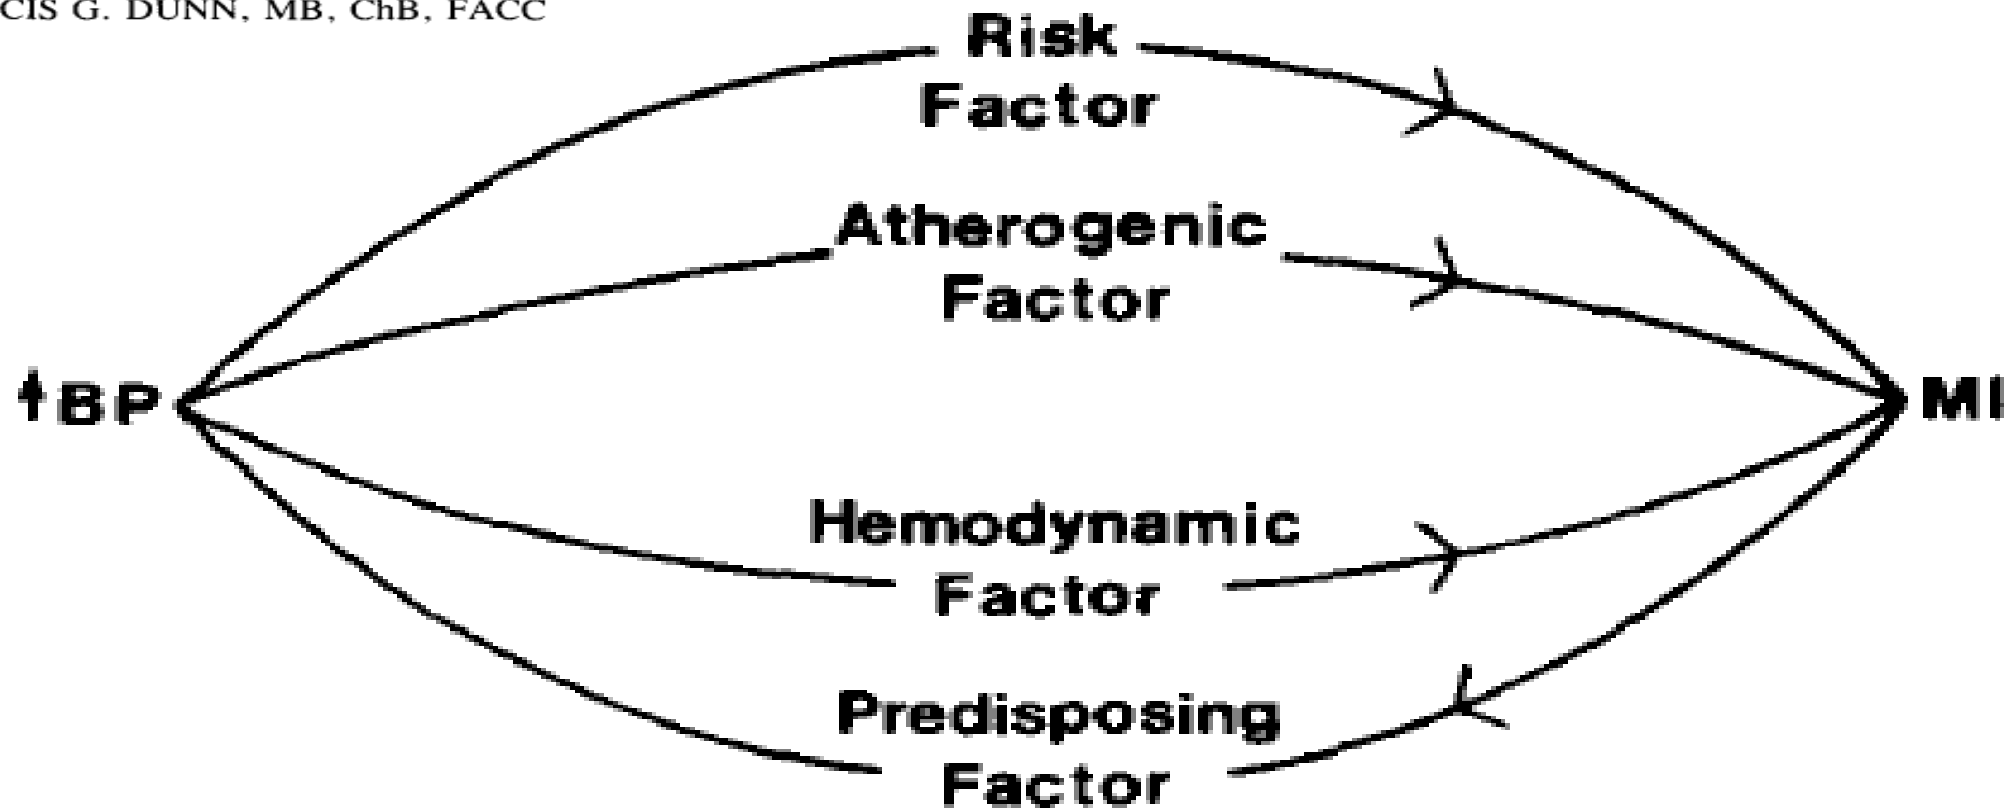 CIS G. DUNN, MB, ChB, FACC
Risk
Factor
Atherogenic
Factor
↑BP
MI
Hemodynamic
Factor
Predisposing
Factor